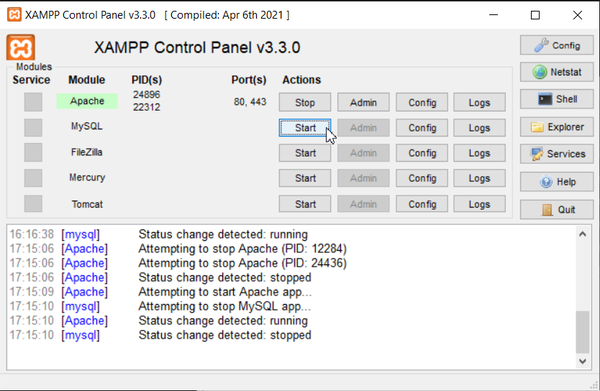 XAMPP Control Panel v3.3.0 [ Compiled: Apr 6th 2021 ]
XAMPP Control Panel v3.3.0
Config
Modules
Service Module PID(s) Port(s) Actions
Netstat
Apache 24896 22312 80, 443 Stop Admin Config Logs
Shell
MySQL Start Admin Config Logs
Explorer
FileZilla Start Admin Config Logs
Services
Mercury Start Admin Config Logs
Help
Tomcat Start Admin Config Logs
Quit
16:16:38 [mysql] Status change detected: running
17:15:06 [Apache] Attempting to stop Apache (PID: 12284)
17:15:06 [Apache] Attempting to stop Apache (PID: 24436)
17:15:06 [Apache] Status change detected: stopped
17:15:09 [Apache] Attempting to start Apache app...
17:15:10 [mysql] Attempting to stop MySQL app...
17:15:10 [Apache] Status change detected: running
17:15:10 [mysql] Status change detected: stopped